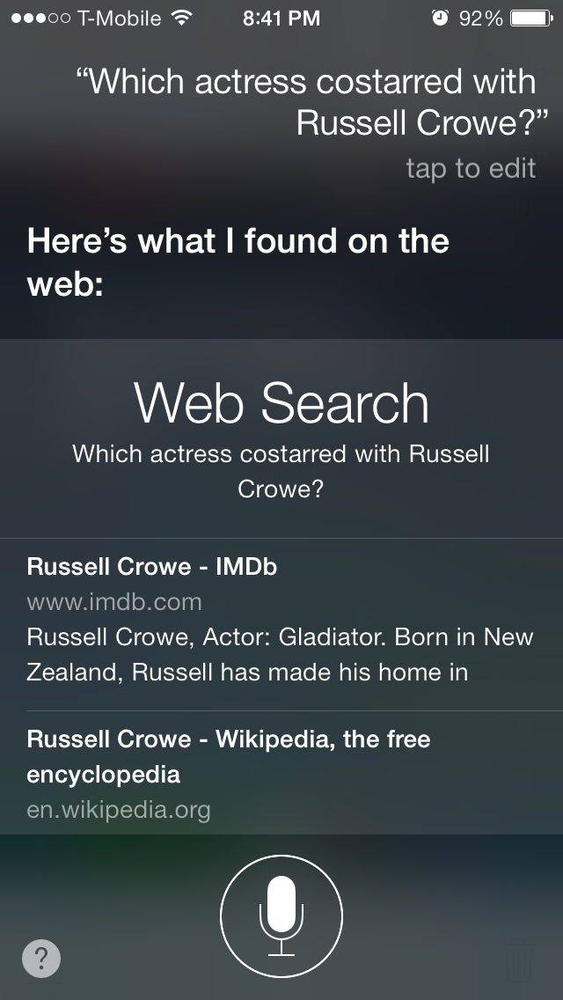 T-Mobile 8:41 PM 92%
“Which actress costarred with
Russell Crowe?”
tap to edit
Here’s what I found on the
web:
Web Search
Which actress costarred with Russell
Crowe?
Russell Crowe - IMDb
www.imdb.com
Russell Crowe, Actor: Gladiator. Born in New
Zealand, Russell has made his home in
Russell Crowe - Wikipedia, the free
encyclopedia
en.wikipedia.org
?